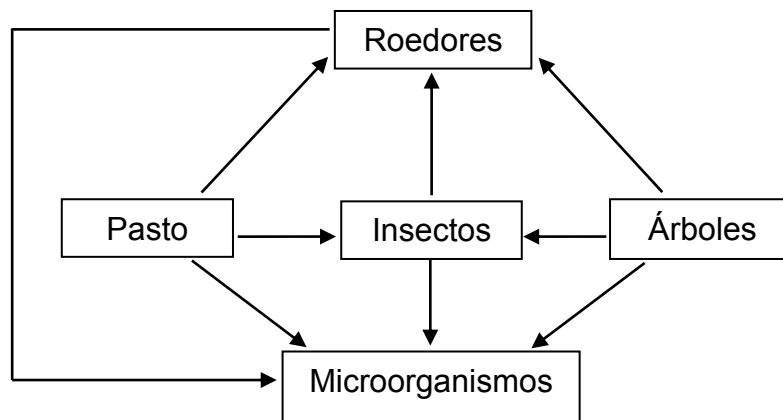 Roedores
Pasto
Insectos
Árboles
Microorganismos